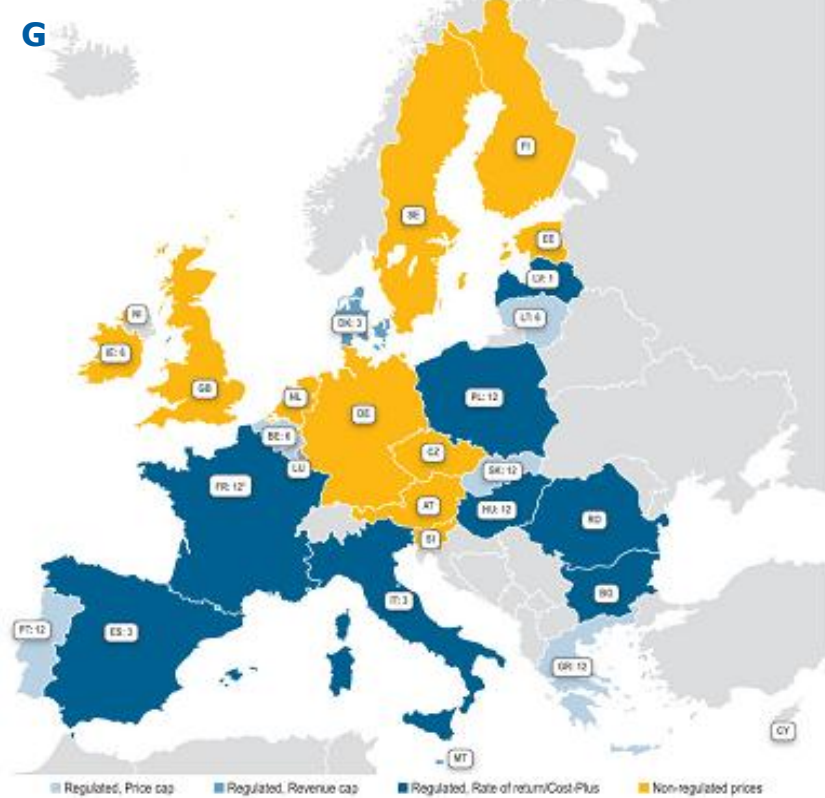 G
FI
SE
EE
LV: 1
LT: 6
DK: 3
NI
IE: 6
GB
NL
DE
PL: 12
BE: 6
LU
CZ
SK: 12
FR: 12¹
AT
HU: 12
RO
SI
BG
IT: 3
PT: 12
ES: 3
GR: 12
CY
MT
Regulated, Price cap
Regulated, Revenue cap
Regulated, Rate of return/Cost-Plus
Non-regulated prices